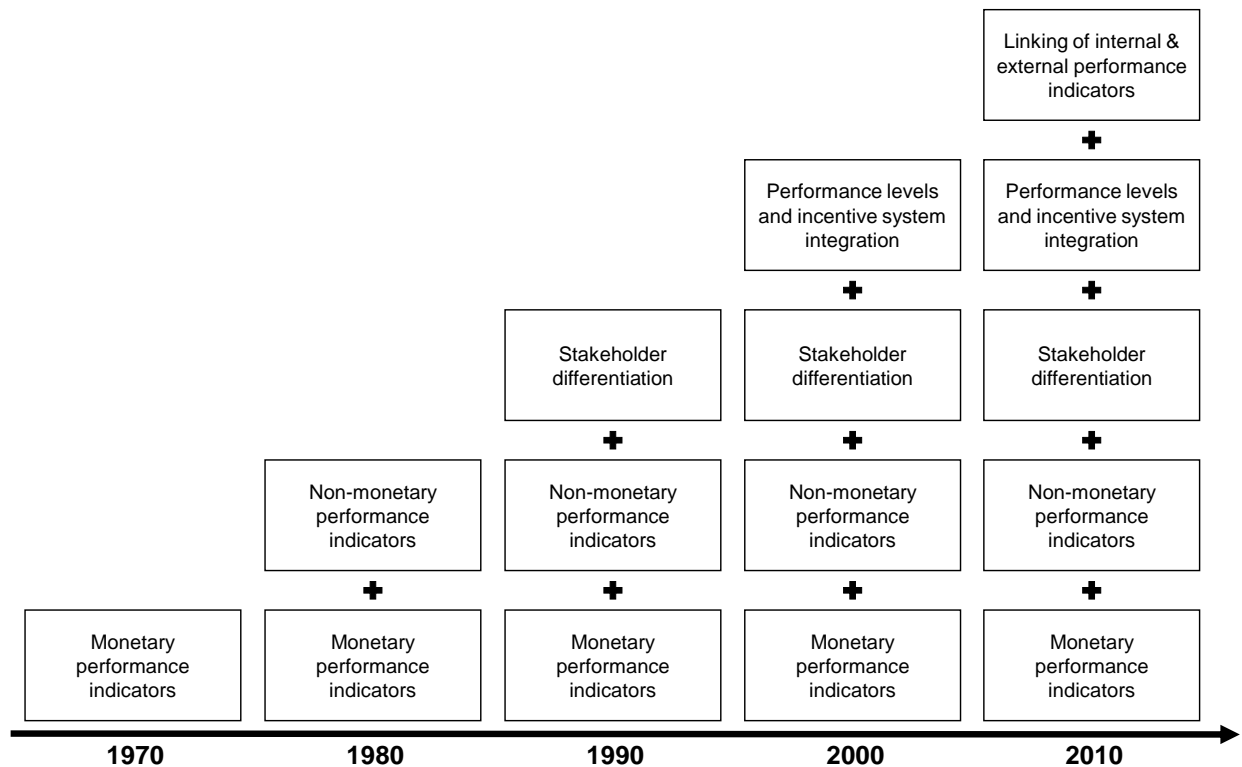 Linking of internal &
external performance
indicators
Performance levels
and incentive system
integration
Performance levels
and incentive system
integration
Stakeholder
differentiation
Stakeholder
differentiation
Stakeholder
differentiation
Non-monetary
performance
indicators
Non-monetary
performance
indicators
Non-monetary
performance
indicators
Non-monetary
performance
indicators
Monetary
performance
indicators
Monetary
performance
indicators
Monetary
performance
indicators
Monetary
performance
indicators
Monetary
performance
indicators
1970
1980
1990
2000
2010